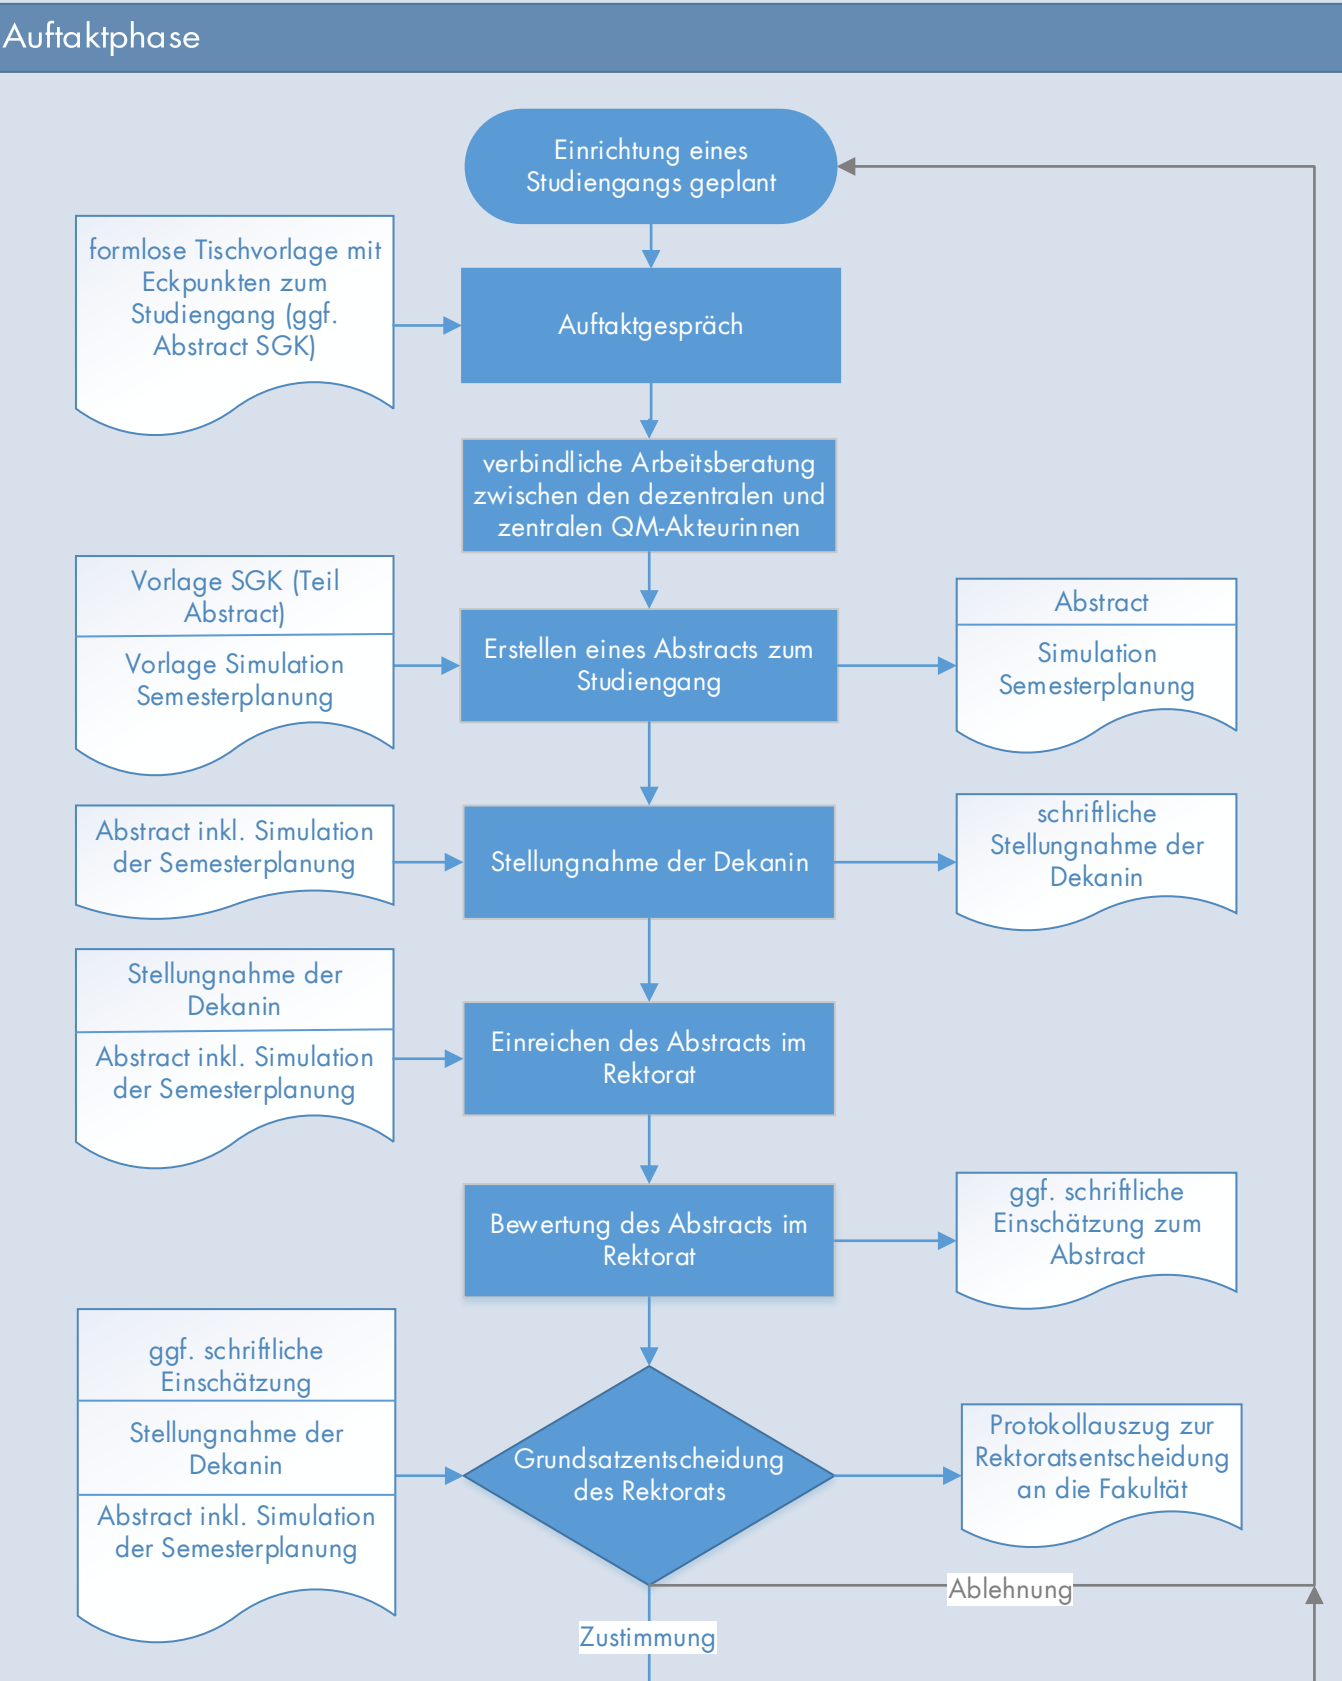 Auftaktphase
Einrichtung eines
Studiengangs geplant
formlose Tischvorlage mit
Eckpunkten zum
Studiengang (ggf.
Abstract SGK)
Auftaktgespräch
verbindliche Arbeitsberatung
zwischen den dezentralen und
zentralen QM-Akteurinnen
Vorlage SGK (Teil
Abstract)
Vorlage Simulation
Semesterplanung
Erstellen eines Abstracts zum
Studiengang
Abstract
Simulation
Semesterplanung
Abstract inkl. Simulation
der Semesterplanung
Stellungnahme der Dekanin
schriftliche
Stellungnahme der
Dekanin
Stellungnahme der
Dekanin
Abstract inkl. Simulation
der Semesterplanung
Einreichen des Abstracts im
Rektorat
Bewertung des Abstracts im
Rektorat
ggf. schriftliche
Einschätzung zum
Abstract
ggf. schriftliche
Einschätzung
Stellungnahme der
Dekanin
Abstract inkl. Simulation
der Semesterplanung
Grundsatzentscheidung
des Rektorats
Protokollauszug zur
Rektoratsentscheidung
an die Fakultät
Ablehnung
Zustimmung